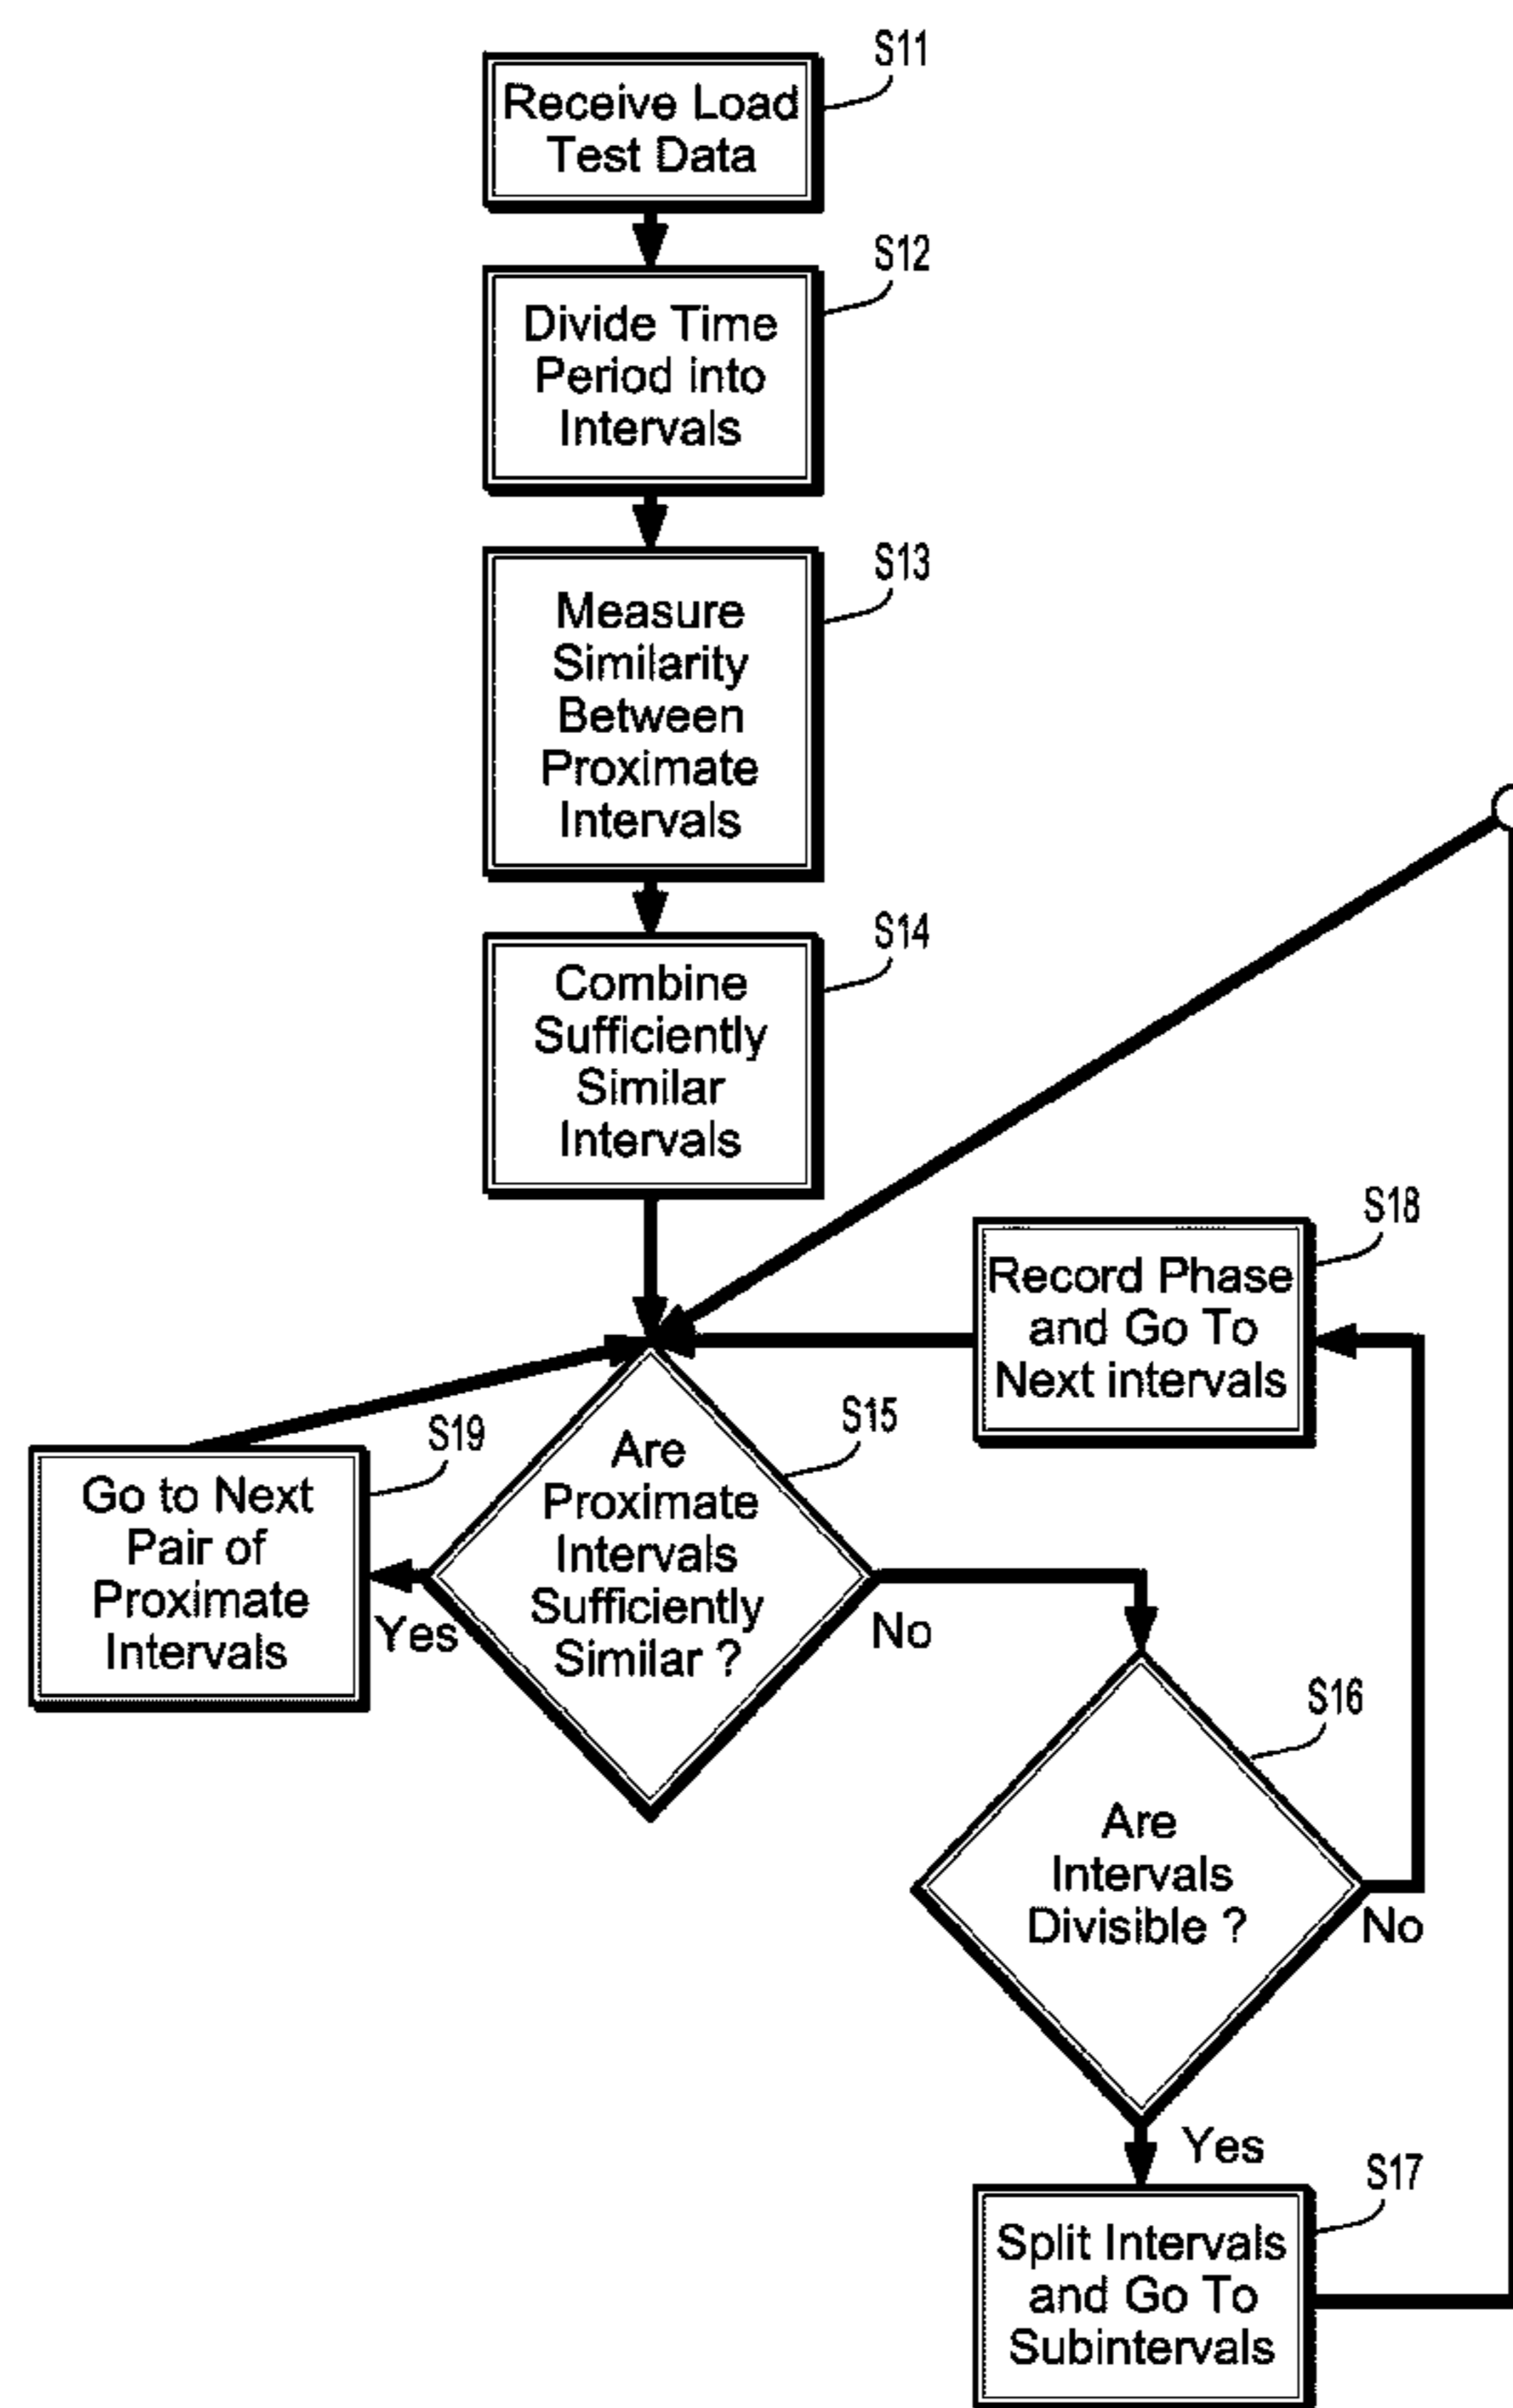 S11
Receive Load
Test Data
S12
Divide Time
Period into
Intervals
S13
Measure
Similarity
Between
Proximate
Intervals
S14
Combine
Sufficiently
Similar
Intervals
S18
Record Phase
and Go To
Next intervals
S19
Go to Next
Pair of
Proximate
Intervals
Yes
S15
Are
Proximate
Intervals
Sufficiently
Similar ?
No
S16
Are
Intervals
Divisible ?
No
Yes
S17
Split Intervals
and Go To
Subintervals